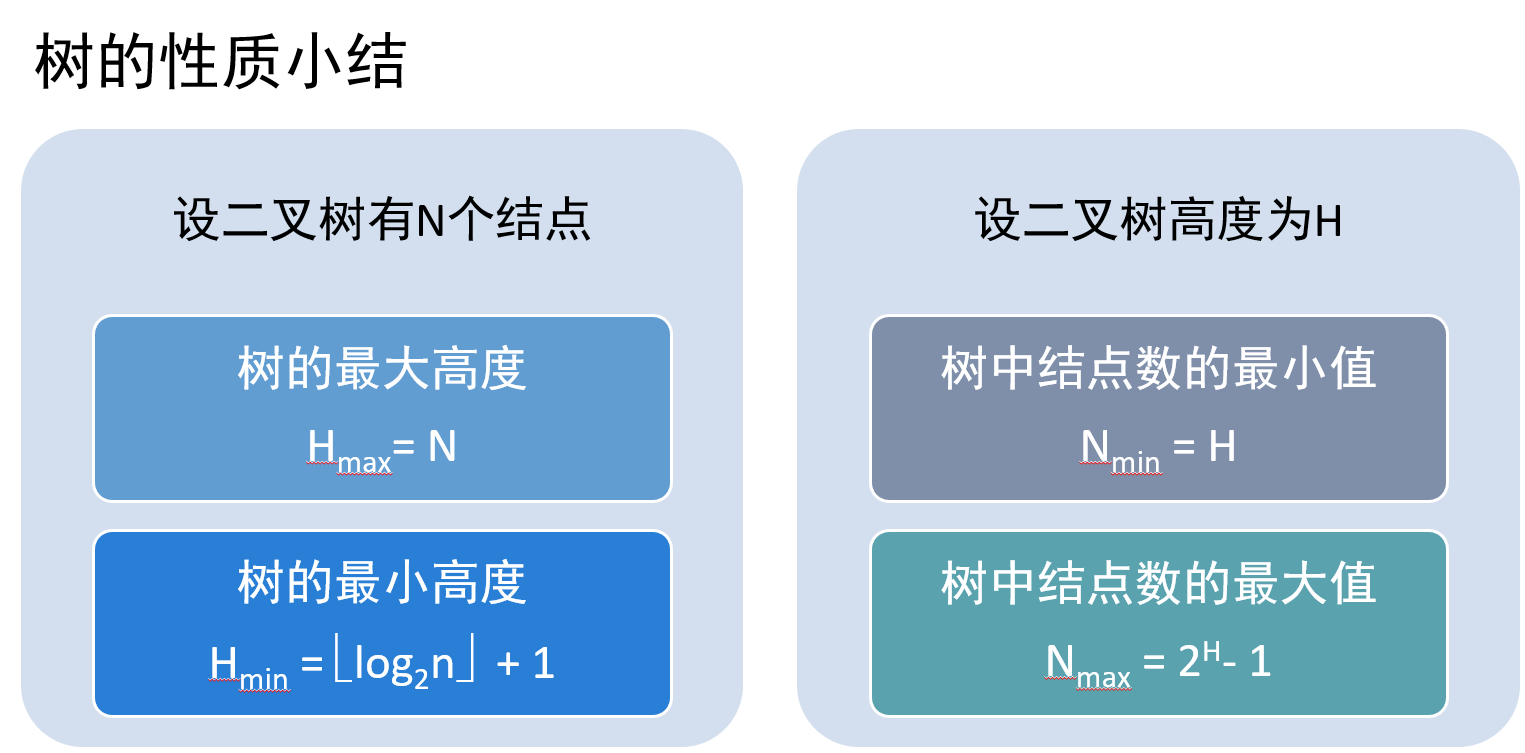 树的性质小结
设二叉树有N个结点
树的最大高度
Hmax= N
树的最小高度
Hmin = ⌊log2n⌋ + 1
设二叉树高度为H
树中结点数的最小值
Nmin = H
树中结点数的最大值
Nmax = 2^H- 1